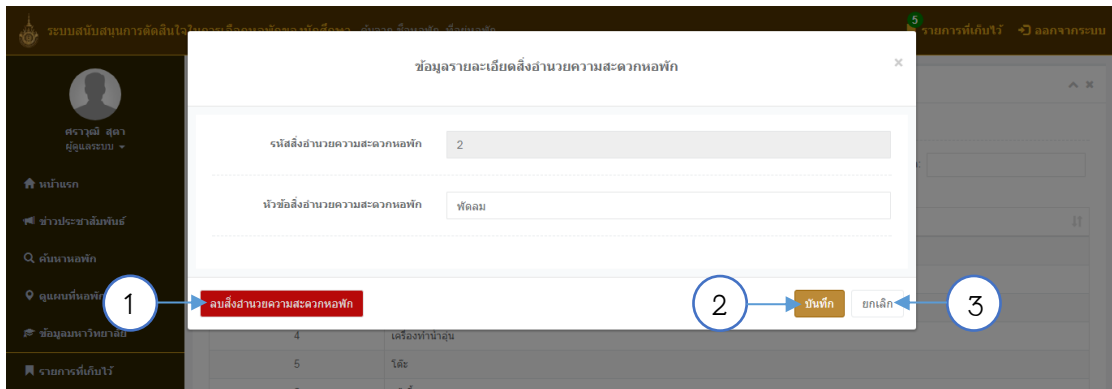 5
ระบบสนับสนุนการตัดสินใจในการเลือกหอพักของนักศึกษา
รายการที่เก็บไว้
ออกจากระบบ
ข้อมูลรายละเอียดสิ่งอำนวยความสะดวกหอพัก
×
ศราวุฒิ สุดา
ผู้ดูแลระบบ
หน้าแรก
ข่าวประชาสัมพันธ์
ค้นหาหอพัก
ดูแผนที่หอพัก
ข้อมูลมหาวิทยาลัย
รายการที่เก็บไว้
รหัสสิ่งอำนวยความสะดวกหอพัก 2
หัวข้อสิ่งอำนวยความสะดวกหอพัก พัดลม
1 ลบสิ่งอำนวยความสะดวกหอพัก 2 บันทึก ยกเลิก 3
4 เครื่องทำน้ำอุ่น
5 โต๊ะ